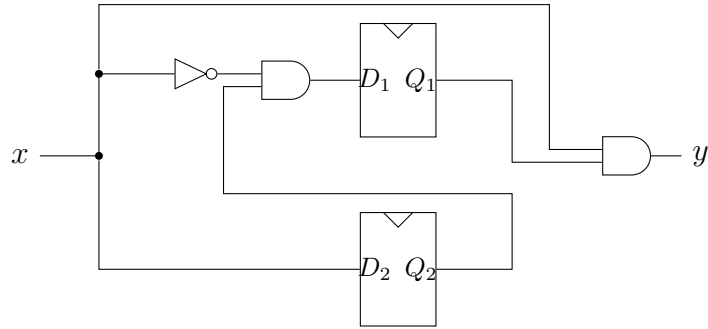 D₁ Q₁
x y
D₂ Q₂